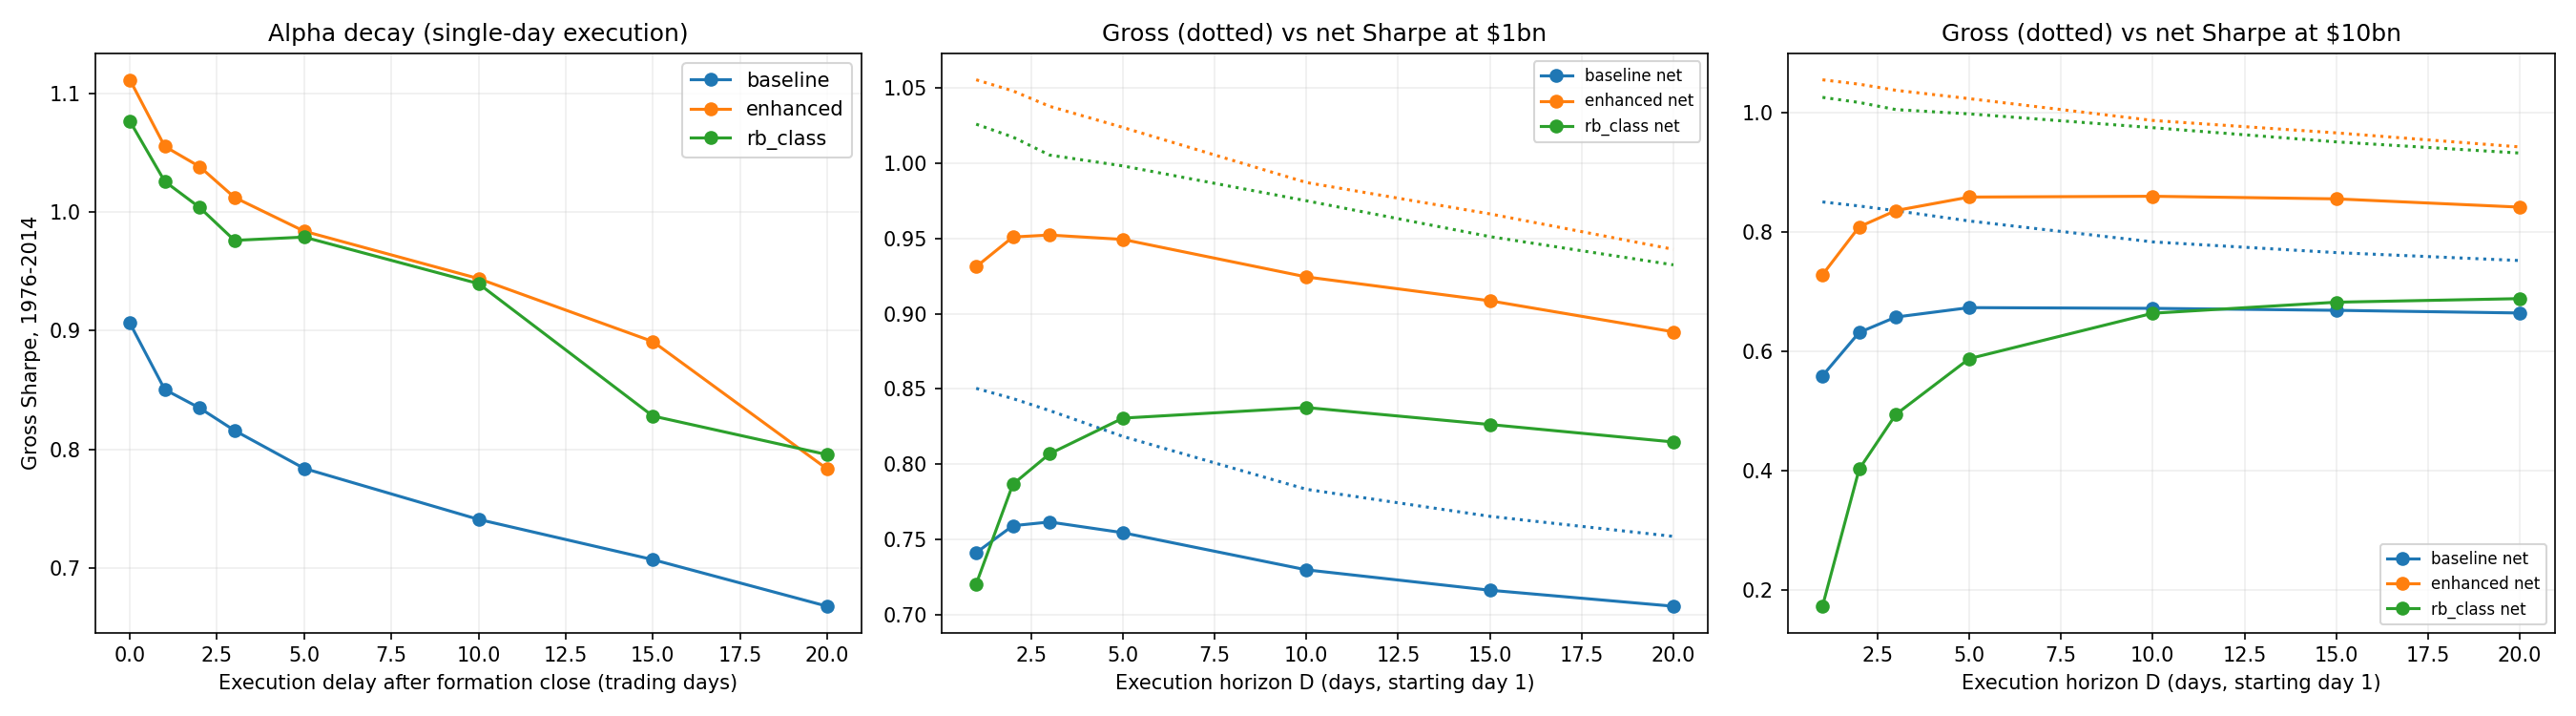 Alpha decay (single-day execution)
Gross Sharpe, 1976-2014
1.1
1.0
0.9
0.8
0.7
baseline
enhanced
rb_class
0.0 2.5 5.0 7.5 10.0 12.5 15.0 17.5 20.0
Execution delay after formation close (trading days)
Gross (dotted) vs net Sharpe at $1bn
1.05
1.00
0.95
0.90
0.85
0.80
0.75
0.70
baseline net
enhanced net
rb_class net
2.5 5.0 7.5 10.0 12.5 15.0 17.5 20.0
Execution horizon D (days, starting day 1)
Gross (dotted) vs net Sharpe at $10bn
1.0
0.8
0.6
0.4
0.2
baseline net
enhanced net
rb_class net
2.5 5.0 7.5 10.0 12.5 15.0 17.5 20.0
Execution horizon D (days, starting day 1)